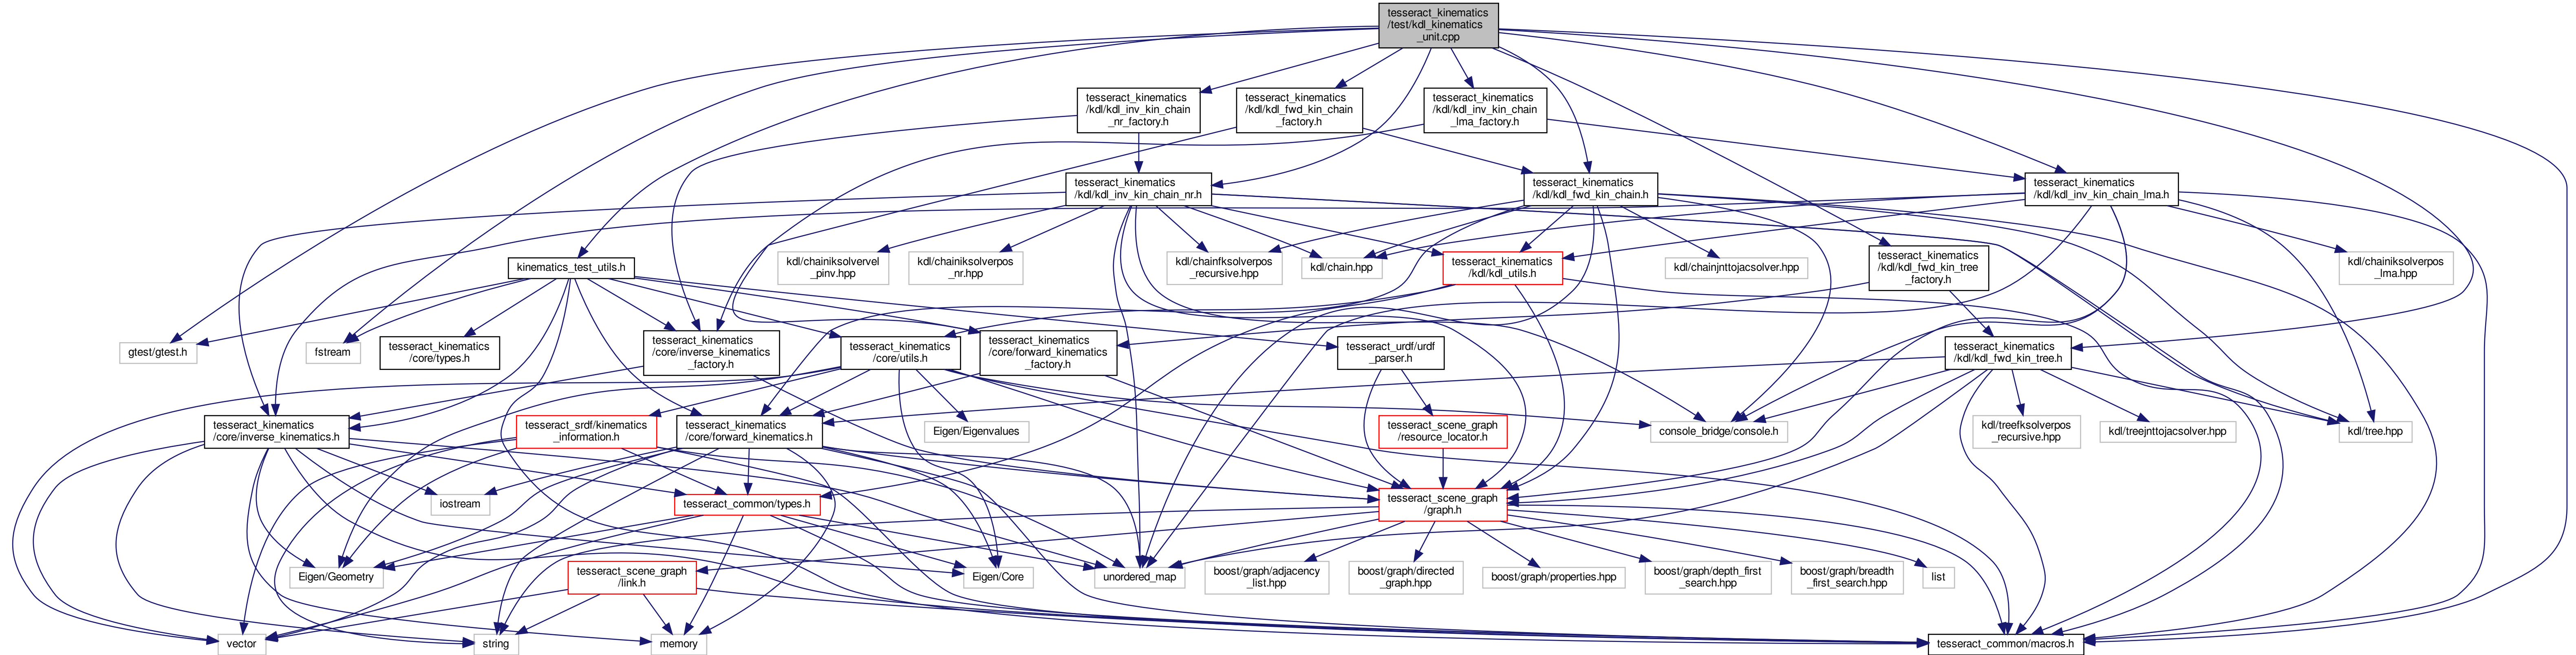 tesseract_kinematics
/test/kdl_kinematics
_unit.cpp
tesseract_kinematics
/kdl/kdl_inv_kin_chain
_nr_factory.h
tesseract_kinematics
/kdl/kdl_fwd_kin_chain
_factory.h
tesseract_kinematics
/kdl/kdl_inv_kin_chain
_lma_factory.h
tesseract_kinematics
/kdl/kdl_inv_kin_chain_nr.h
tesseract_kinematics
/kdl/kdl_fwd_kin_chain.h
tesseract_kinematics
/kdl/kdl_inv_kin_chain_lma.h
kinematics_test_utils.h
kdl/chainiksolvervel
_pinv.hpp
kdl/chainiksolverpos
_nr.hpp
kdl/chainfksolverpos
_recursive.hpp
kdl/chain.hpp
tesseract_kinematics
/kdl/kdl_utils.h
kdl/chainjnttojacsolver.hpp
tesseract_kinematics
/kdl/kdl_fwd_kin_tree
_factory.h
kdl/chainiksolverpos
_lma.hpp
gtest/gtest.h
fstream
tesseract_kinematics
/core/types.h
tesseract_kinematics
/core/inverse_kinematics
_factory.h
tesseract_kinematics
/core/utils.h
tesseract_kinematics
/core/forward_kinematics
_factory.h
tesseract_urdf/urdf
_parser.h
tesseract_kinematics
/kdl/kdl_fwd_kin_tree.h
tesseract_kinematics
/core/inverse_kinematics.h
tesseract_srdf/kinematics
_information.h
tesseract_kinematics
/core/forward_kinematics.h
Eigen/Eigenvalues
tesseract_scene_graph
/resource_locator.h
console_bridge/console.h
kdl/treefksolverpos
_recursive.hpp
kdl/treejnttojacsolver.hpp
kdl/tree.hpp
iostream
tesseract_common/types.h
tesseract_scene_graph
/graph.h
Eigen/Geometry
tesseract_scene_graph
/link.h
Eigen/Core
unordered_map
boost/graph/adjacency
_list.hpp
boost/graph/directed
_graph.hpp
boost/graph/properties.hpp
boost/graph/depth_first
_search.hpp
boost/graph/breadth
_first_search.hpp
list
vector
string
memory
tesseract_common/macros.h